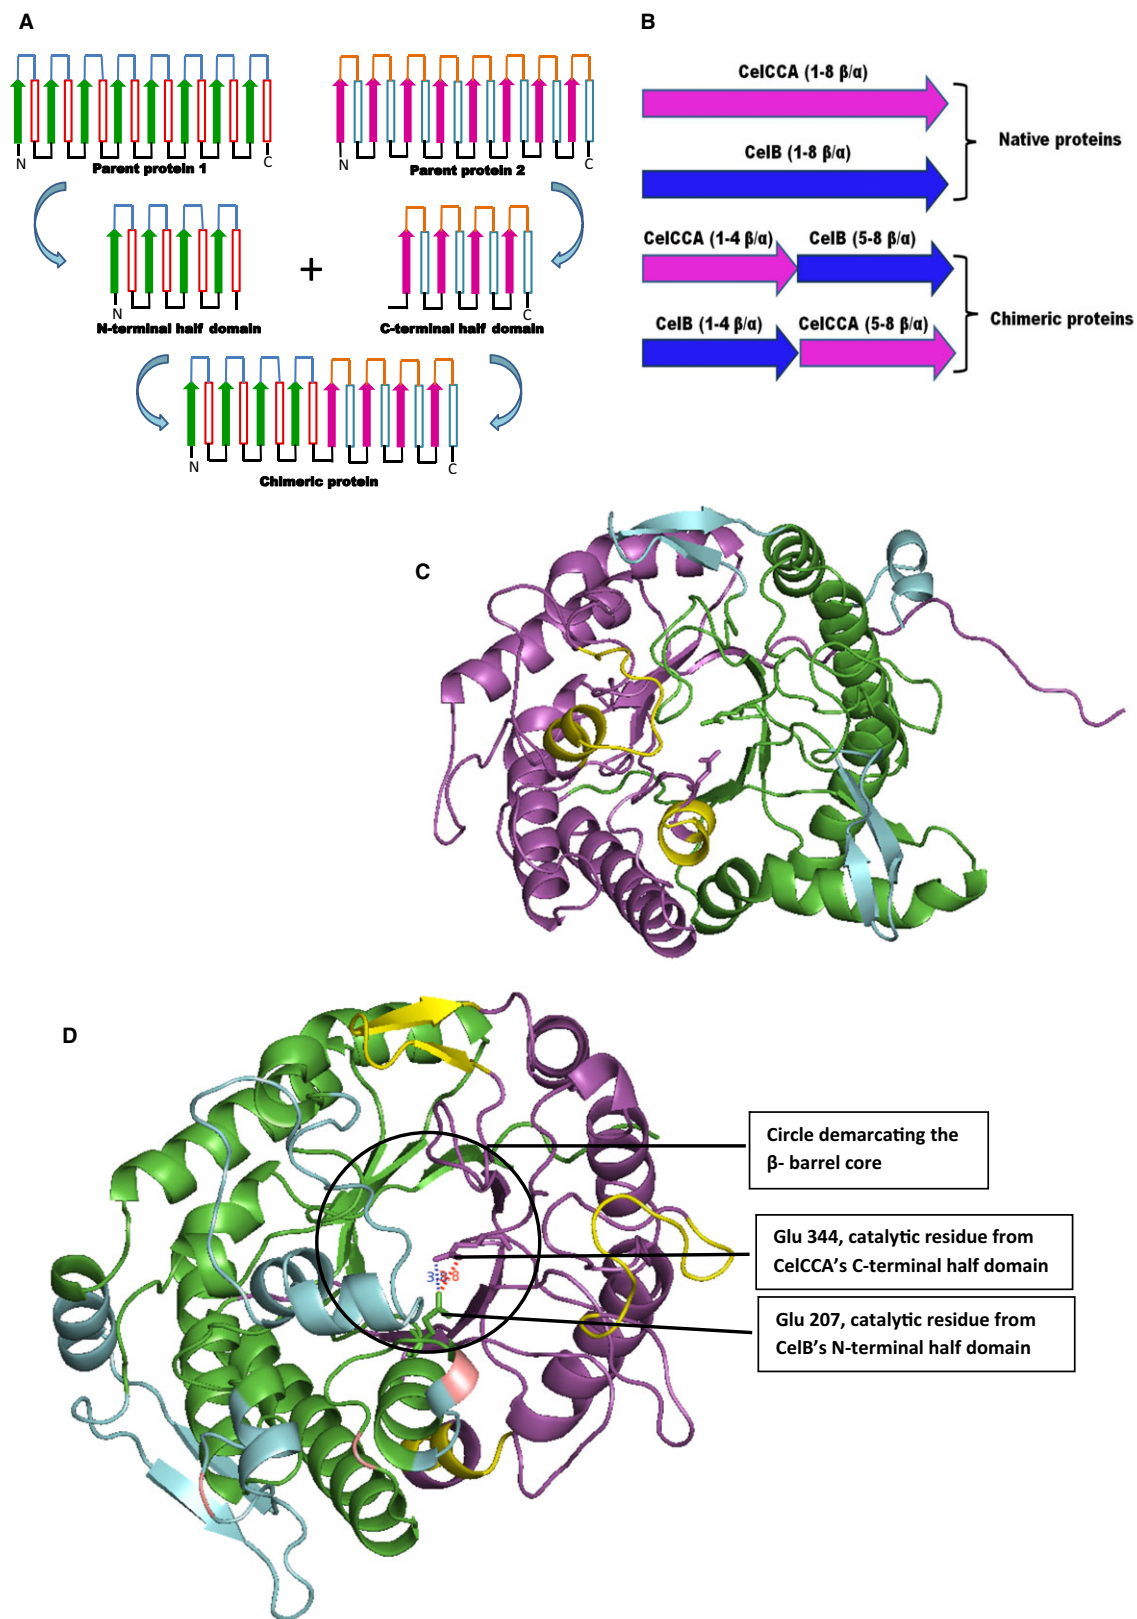 A
N
C
Parent protein 1
N
C
Parent protein 2
N
N-terminal half domain
+
C
C-terminal half domain
N
C
Chimeric protein
B
CelCCA (1-8 β/α)
CelB (1-8 β/α)
Native proteins
CelCCA (1-4 β/α)
CelB (5-8 β/α)
CelB (1-4 β/α)
CelCCA (5-8 β/α)
Chimeric proteins
C
D
Circle demarcating the
β- barrel core
Glu 344, catalytic residue from
CelCCA's C-terminal half domain
Glu 207, catalytic residue from
CelB's N-terminal half domain